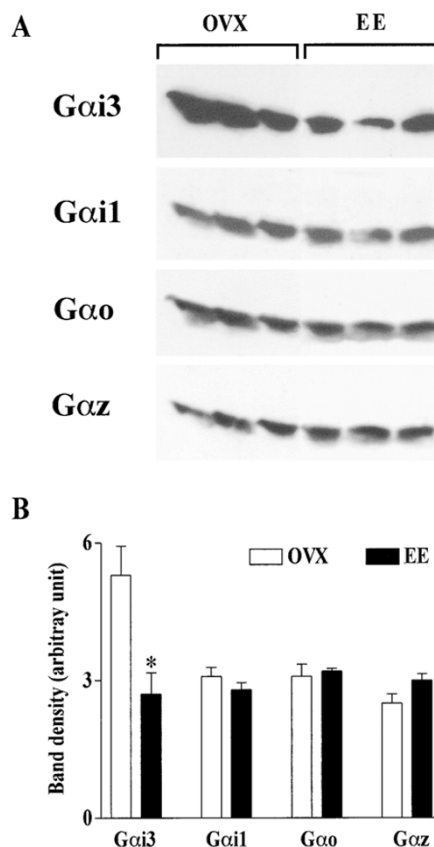 A
OVX EE
Gαi3
Gαi1
Gαo
Gαz
B
6
OVX EE
*
3
0
Band density (arbitray unit)
Gαi3 Gαi1 Gαo Gαz